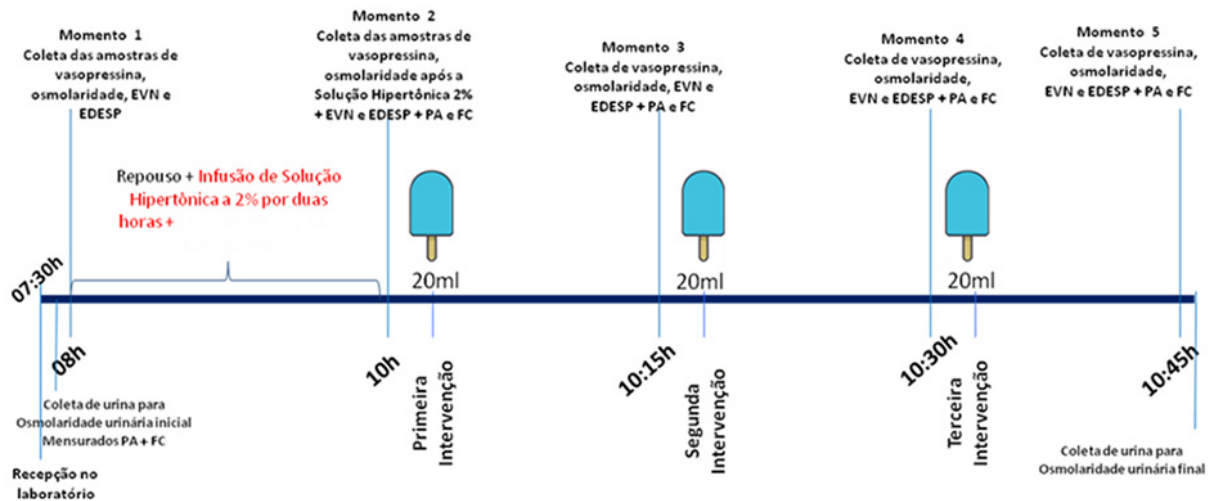 Momento 1
Coleta das amostras de
vasopressina,
osmolaridade, EVN e
EDESP
Momento 2
Coleta das amostras de
vasopressina,
osmolaridade após a
Solução Hipertônica 2%
+ EVN e EDESP + PA e FC
Momento 3
Coleta de vasopressina,
osmolaridade, EVN e
EDESP + PA e FC
Momento 4
Coleta de vasopressina,
osmolaridade,
EVN e EDESP + PA e FC
Momento 5
Coleta de vasopressina,
osmolaridade,
EVN e EDESP + PA e FC
Repouso + Infusão de Solução
Hipertônica a 2% por duas
horas +
20ml
20ml
20ml
07:30h
08h
10h
10:15h
10:30h
10:45h
Primeira
Intervenção
Segunda
Intervenção
Terceira
Intervenção
Coleta de urina para
Osmolaridade urinária inicial
Mensurados PA + FC
Recepção no
laboratório
Coleta de urina para
Osmolaridade urinária final